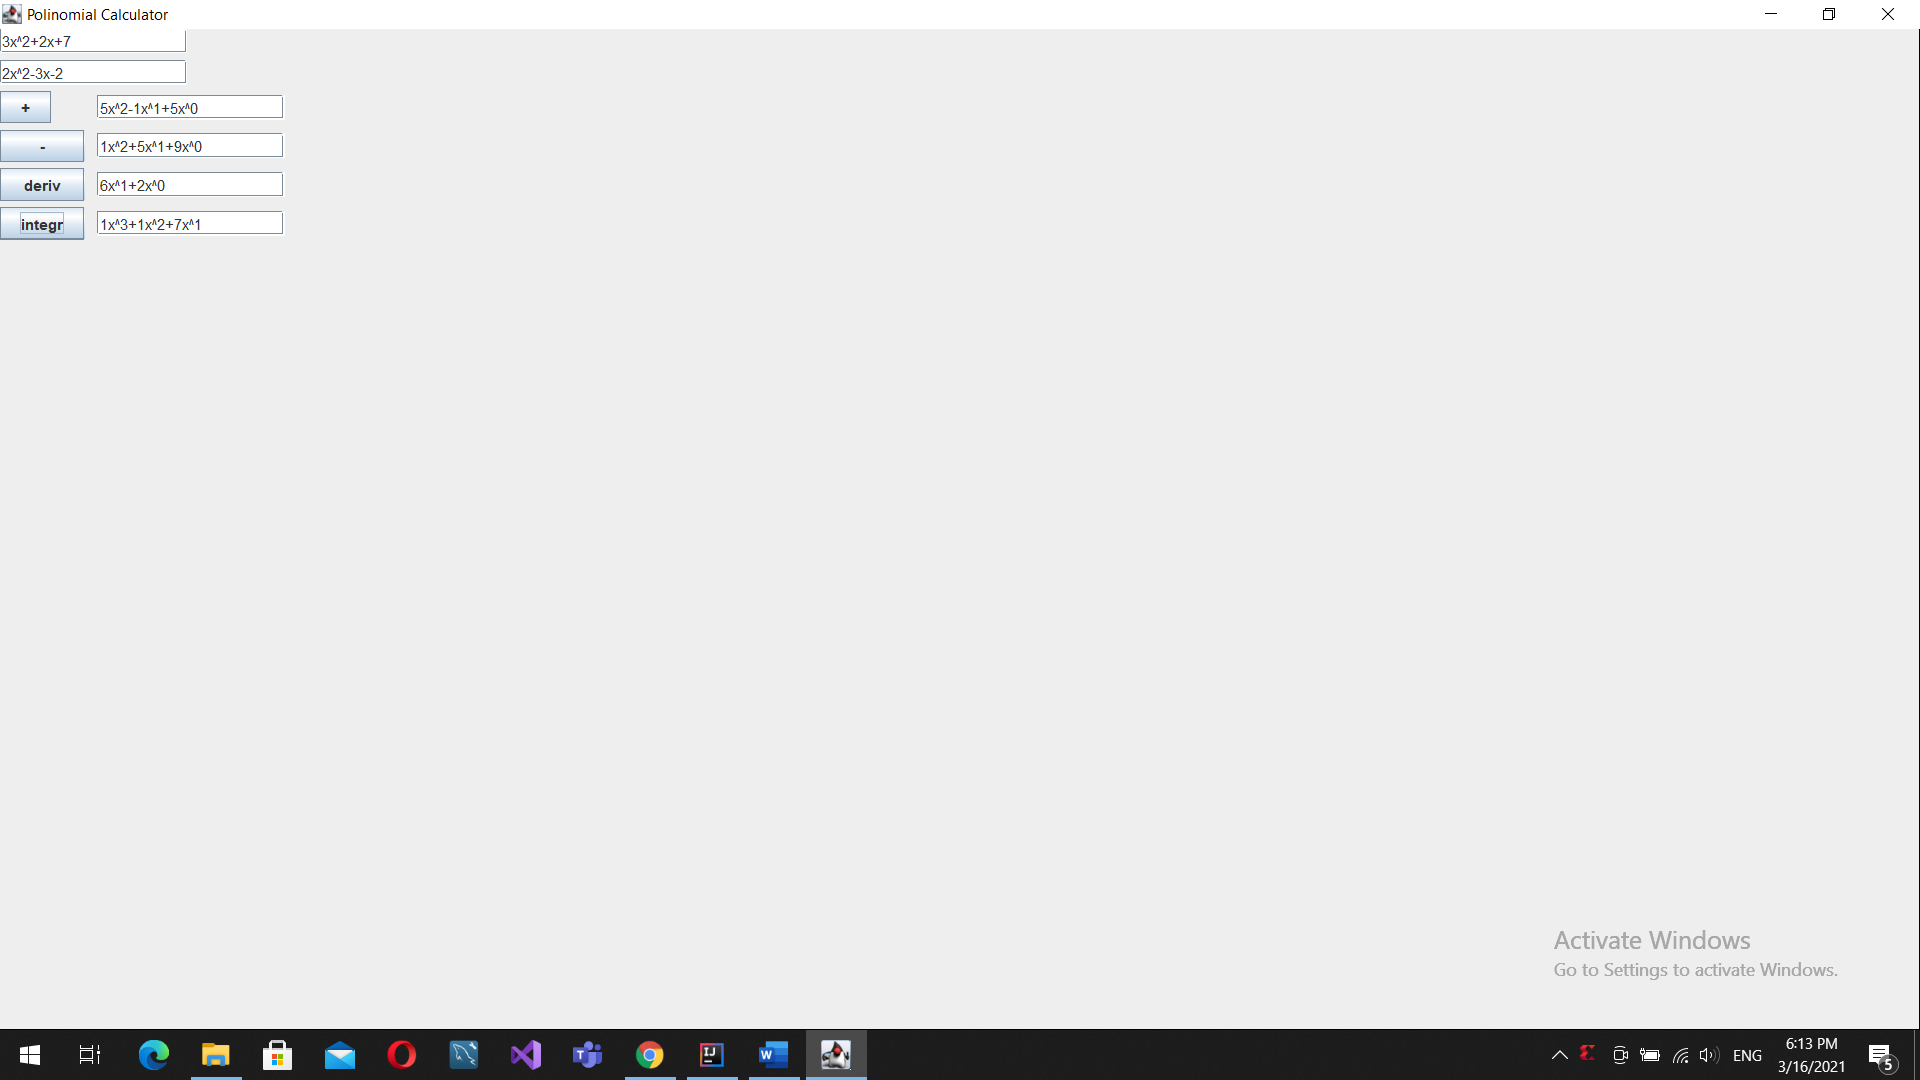 Polinomial Calculator
3x^2+2x+7
2x^2-3x-2
+ 5x^2-1x^1+5x^0
- 1x^2+5x^1+9x^0
deriv 6x^1+2x^0
integr 1x^3+1x^2+7x^1
Activate Windows
Go to Settings to activate Windows.
ENG
6:13 PM
3/16/2021
5
IJ
W
T